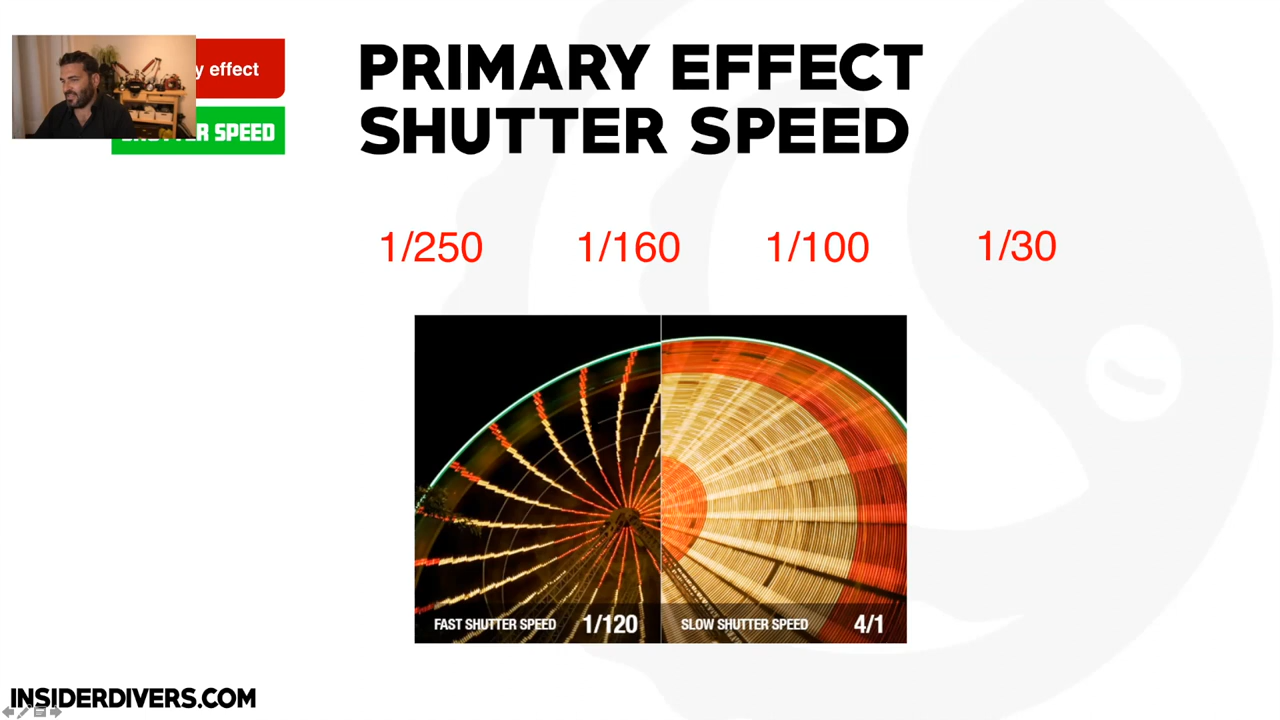 y effect
SPEED
PRIMARY EFFECT
SHUTTER SPEED
1/250 1/160 1/100 1/30
FAST SHUTTER SPEED 1/120 SLOW SHUTTER SPEED 4/1
INSIDERDIVERS.COM